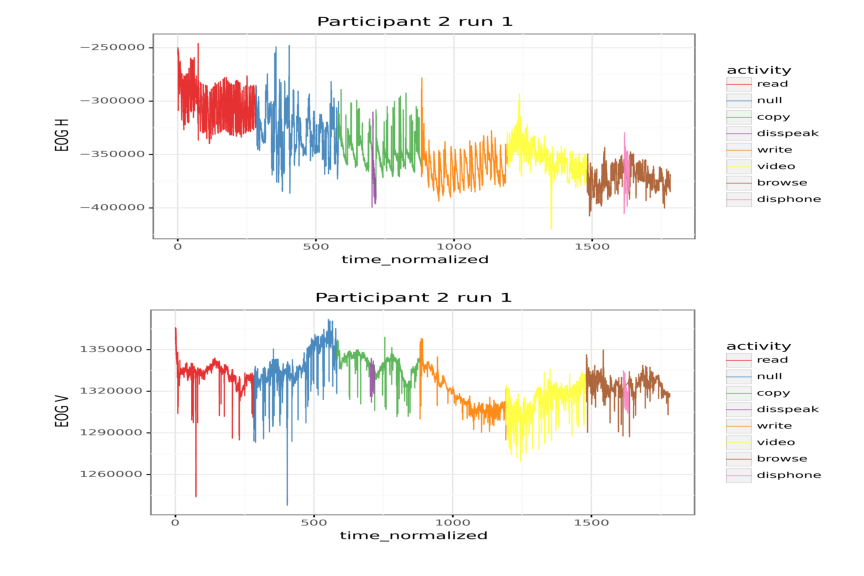 Participant 2 run 1
EOG H
−250000
−300000
−350000
−400000
0 500 1000 1500
time_normalized
activity
read
null
copy
disspeak
write
video
browse
disphone
Participant 2 run 1
EOG V
1350000
1320000
1290000
1260000
0 500 1000 1500
time_normalized
activity
read
null
copy
disspeak
write
video
browse
disphone